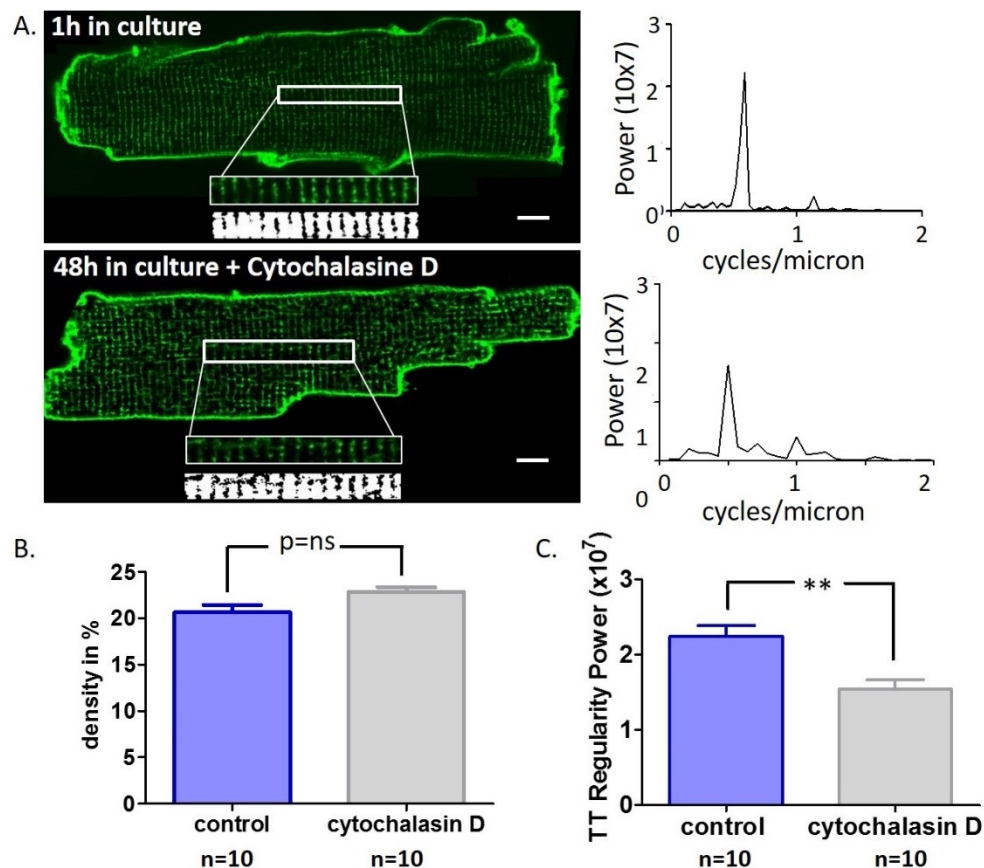 A.
1h in culture
Power (10x7)
3
2
1
0
0 1 2
cycles/micron
48h in culture + Cytochalasine D
Power (10x7)
3
2
1
0
0 1 2
cycles/micron
B.
p=ns
density in %
25
20
15
10
5
0
control cytochalasin D
n=10 n=10
C.
**
TT Regularity Power (x10⁷)
3
2
1
0
control cytochalasin D
n=10 n=10